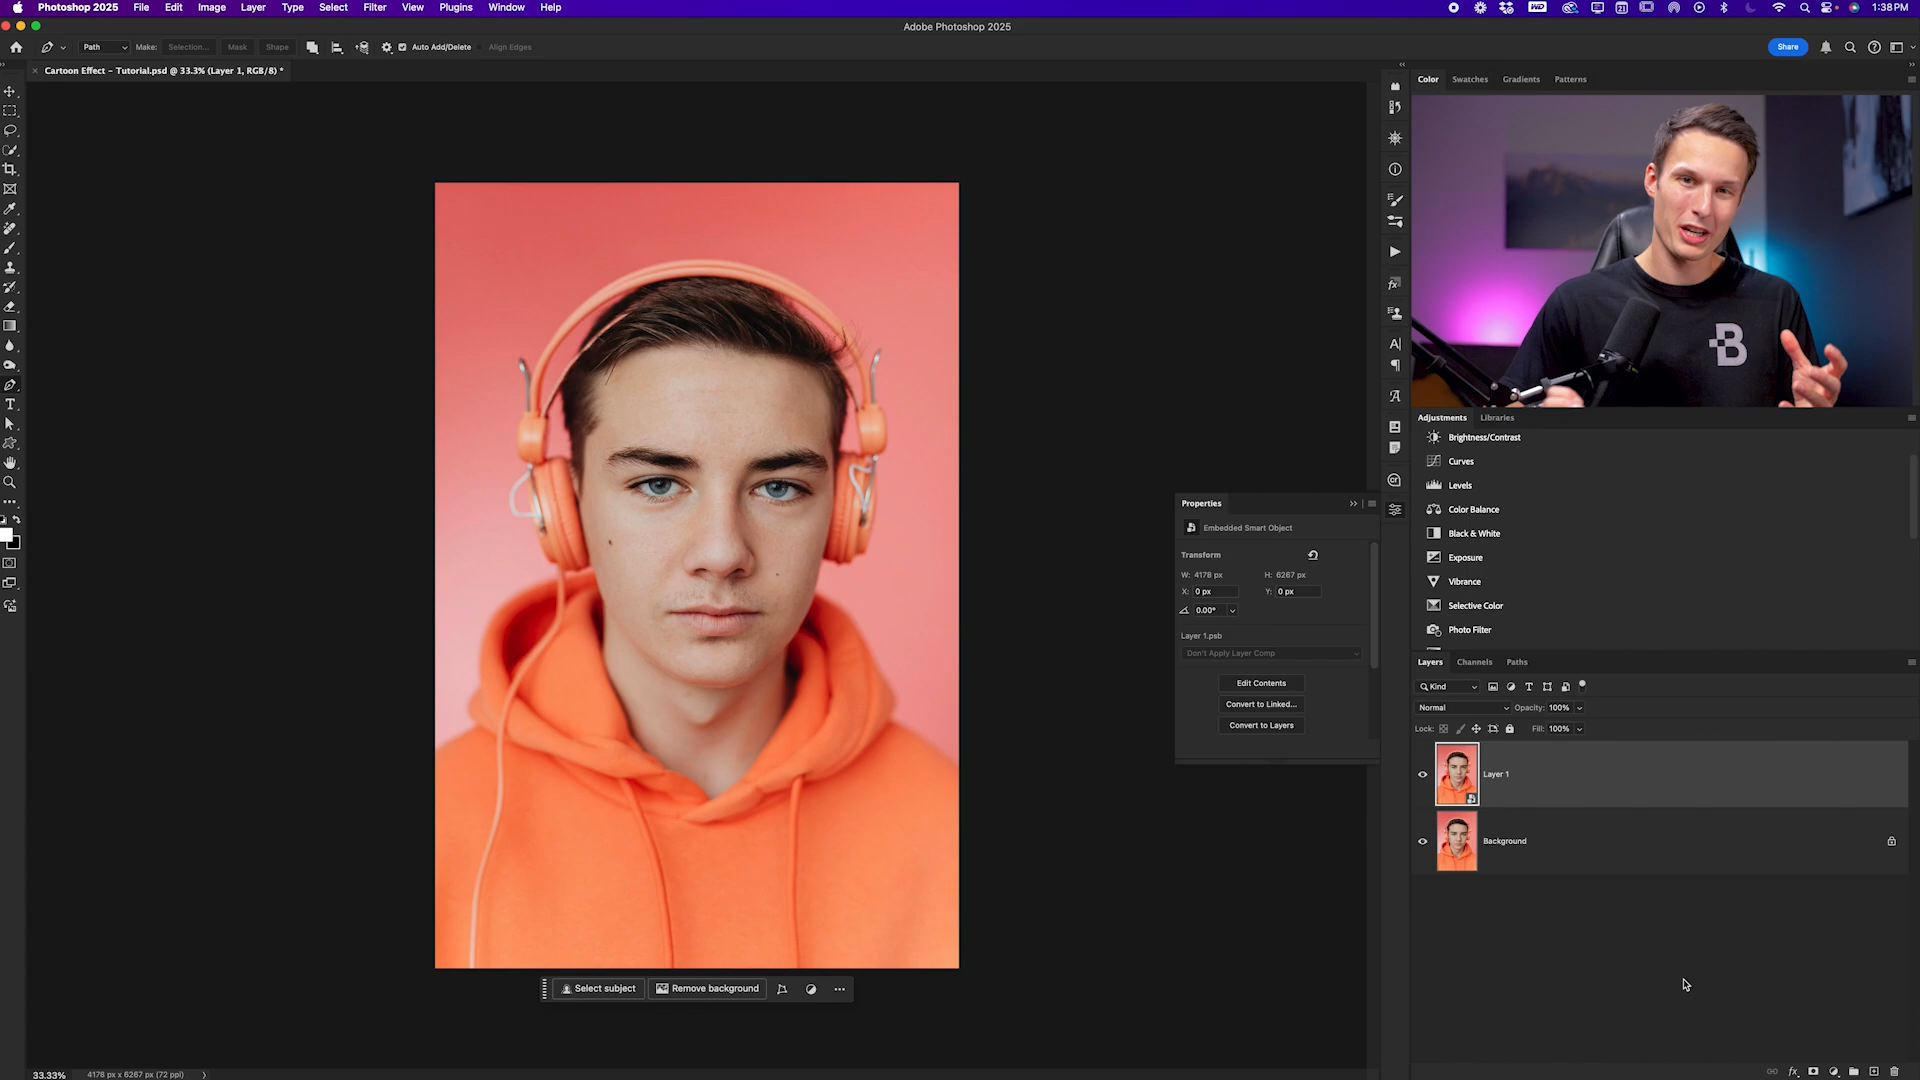 Photoshop 2025 File Edit Image Layer Type Select Filter View Plugins Window Help 1:38PM
Adobe Photoshop 2025
Path Make: Selection... Mask Shape Auto Add/Delete Align Edges Share
Cartoon Effect - Tutorial.psd @ 33.3% (Layer 1, RGB/8) *
Color Swatches Gradients Patterns
B
Adjustments Libraries
Brightness/Contrast
Curves
Levels
Color Balance
Black & White
Exposure
Vibrance
Selective Color
Photo Filter
Properties
Embedded Smart Object
Transform
W: 4178 px H: 6267 px
X: 0 px Y: 0 px
0.00°
Layer 1.psb
Don't Apply Layer Comp
Edit Contents
Convert to Linked...
Convert to Layers
Layers Channels Paths
Kind
Normal Opacity: 100%
Lock: Fill: 100%
Layer 1
Background
Select subject Remove background
33.33% 4178 px x 6267 px (72 ppi)